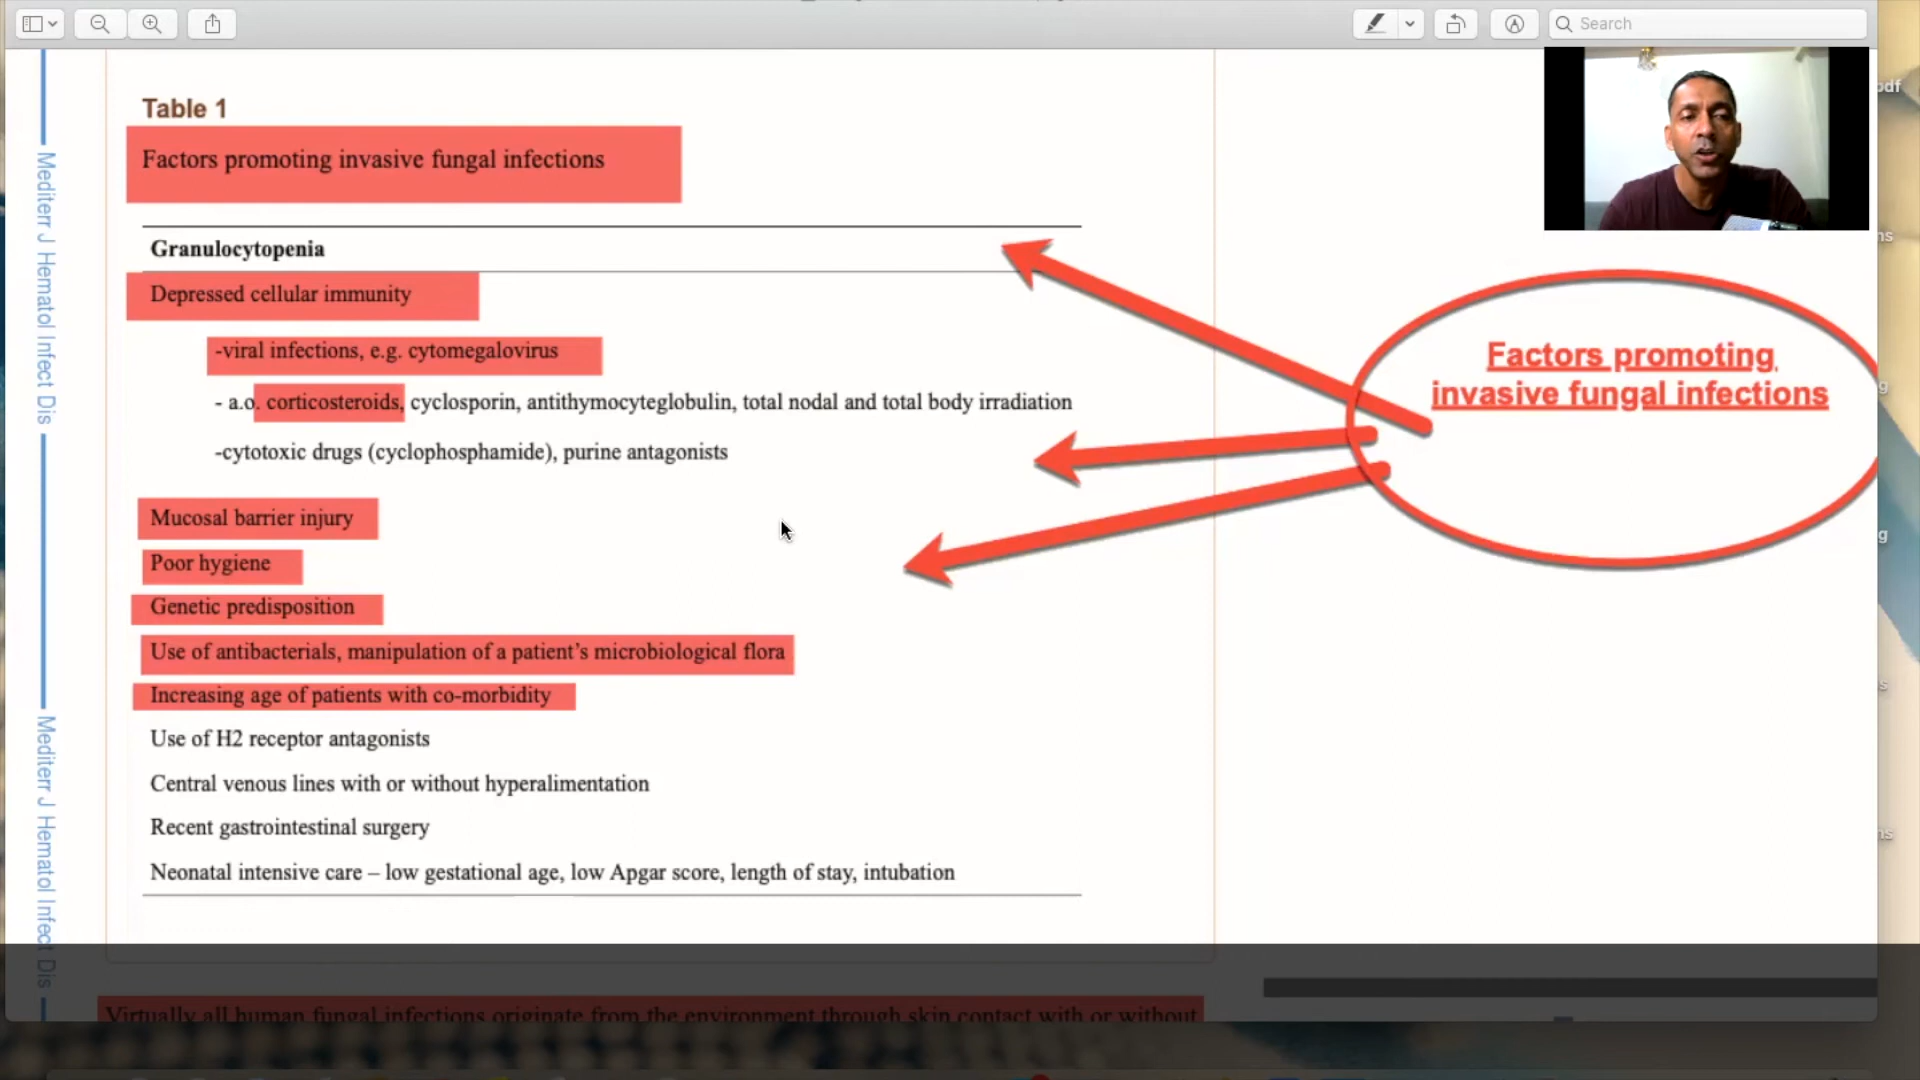 Search
Table 1
Factors promoting invasive fungal infections
Granulocytopenia
Depressed cellular immunity
-viral infections, e.g. cytomegalovirus
- a.o. corticosteroids, cyclosporin, antithymocyteglobulin, total nodal and total body irradiation
-cytotoxic drugs (cyclophosphamide), purine antagonists
Mucosal barrier injury
Poor hygiene
Genetic predisposition
Use of antibacterials, manipulation of a patient’s microbiological flora
Increasing age of patients with co-morbidity
Use of H2 receptor antagonists
Central venous lines with or without hyperalimentation
Recent gastrointestinal surgery
Neonatal intensive care – low gestational age, low Apgar score, length of stay, intubation
Virtually all human fungal infections originate from the environment through skin contact with or without
Factors promoting
invasive fungal infections
Mediterr J Hematol Infect Dis
Mediterr J Hematol Infect Dis